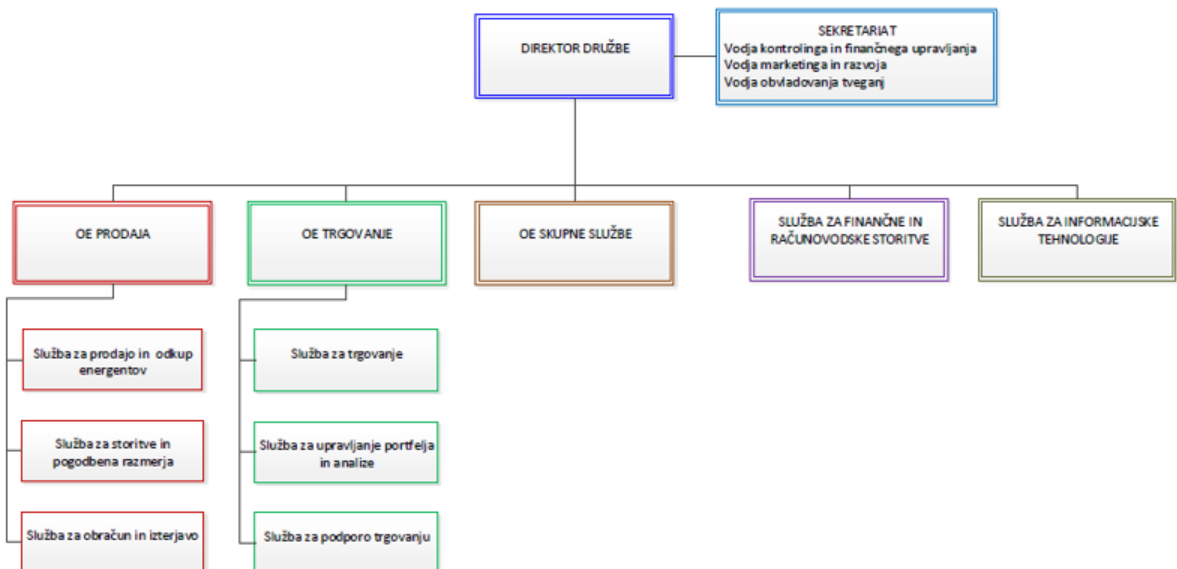 DIREKTOR DRUŽBE
SEKRETARIAT
Vodja kontrolinga in finančnega upravljanja
Vodja marketinga in razvoja
Vodja obvladovanja tveganj
OE PRODAJA
OE TRGOVANJE
OE SKUPNE SLUŽBE
SLUŽBA ZA FINANČNE IN
RAČUNOVODSKE STORITVE
SLUŽBA ZA INFORMACIJSKE
TEHNOLOGIJE
Služba za prodajo in odkup
energentov
Služba za storitve in
pogodbena razmerja
Služba za obračun in izterjavo
Služba za trgovanje
Služba za upravljanje portfelja
in analize
Služba za podporo trgovanju